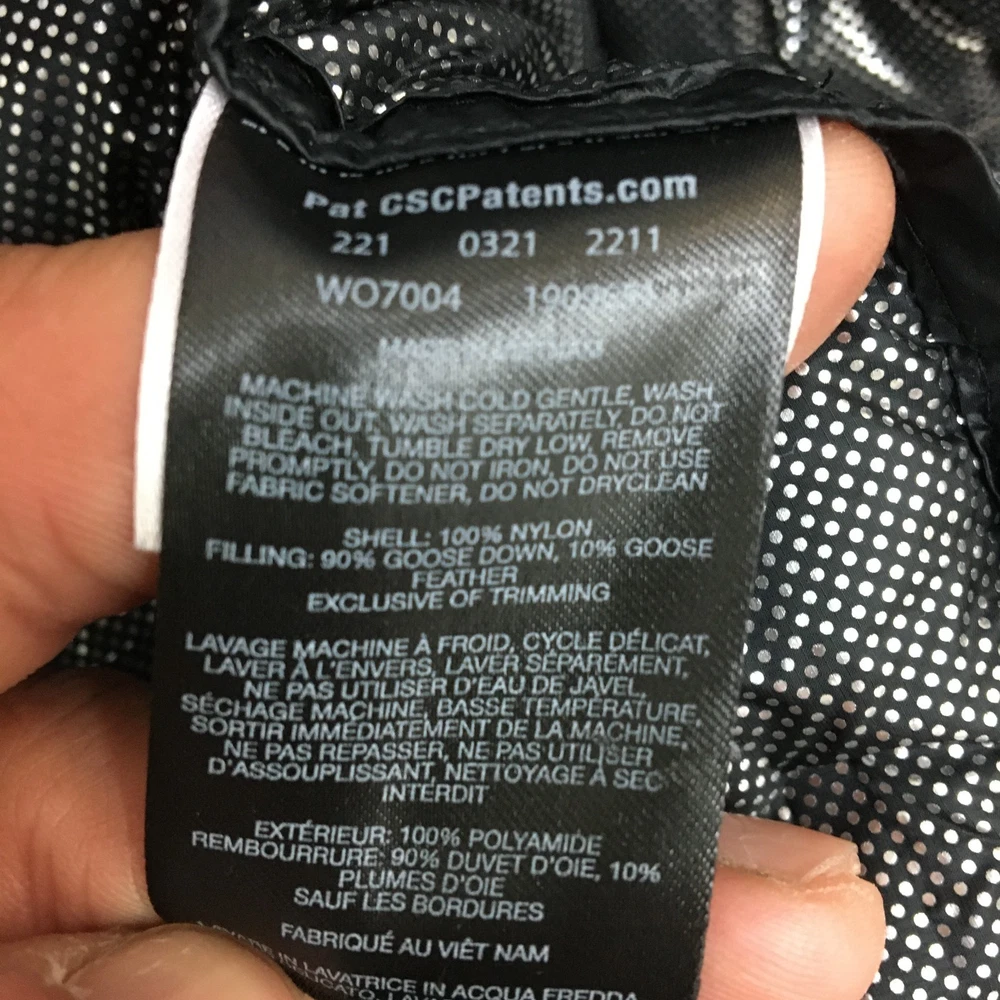 Pat CSCPatents.com
221 0321 2211
WO7004
MACHINE WASH COLD GENTLE, WASH
INSIDE OUT, WASH SEPARATELY, DO NOT
BLEACH, TUMBLE DRY LOW, REMOVE
PROMPTLY, DO NOT IRON, DO NOT USE
FABRIC SOFTENER, DO NOT DRYCLEAN
SHELL: 100% NYLON
FILLING: 90% GOOSE DOWN, 10% GOOSE
FEATHER
EXCLUSIVE OF TRIMMING
LAVAGE MACHINE À FROID, CYCLE DÉLICAT,
LAVER À L'ENVERS, LAVER SÉPARÉMENT,
NE PAS UTILISER D'EAU DE JAVEL,
SÉCHAGE MACHINE, BASSE TEMPÉRATURE,
SORTIR IMMÉDIATEMENT DE LA MACHINE,
NE PAS REPASSER, NE PAS UTILISER
D'ASSOUPLISSANT, NETTOYAGE À SEC
INTERDIT
EXTÉRIEUR: 100% POLYAMIDE
REMBOURRURE: 90% DUVET D'OIE, 10%
PLUMES D'OIE
SAUF LES BORDURES
FABRIQUÉ AU VIÊT NAM
IN LAVATRICE IN ACQUA FREDDA